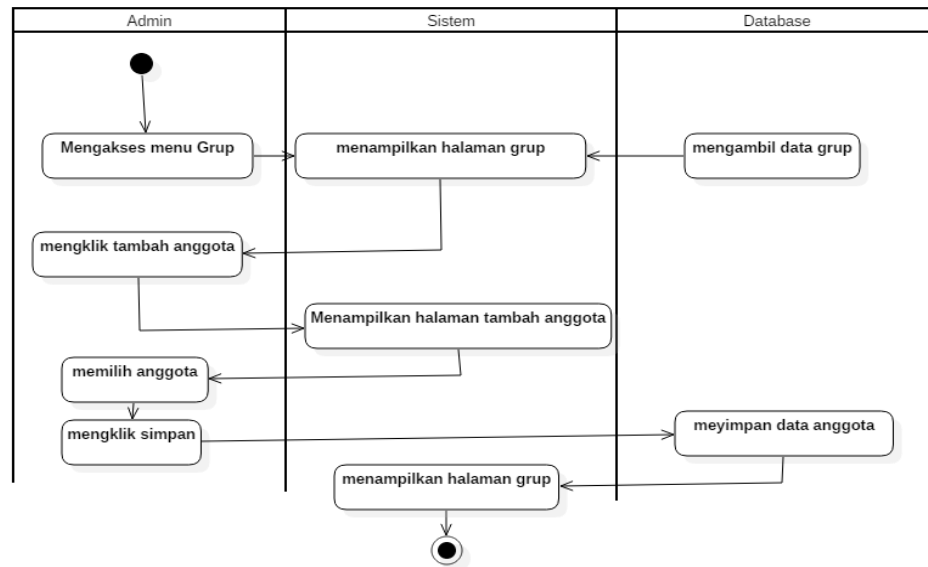 Admin
Sistem
Database
Mengakses menu Grup
menampilkan halaman grup
mengambil data grup
mengklik tambah anggota
Menampilkan halaman tambah anggota
memilih anggota
mengklik simpan
meyimpan data anggota
menampilkan halaman grup